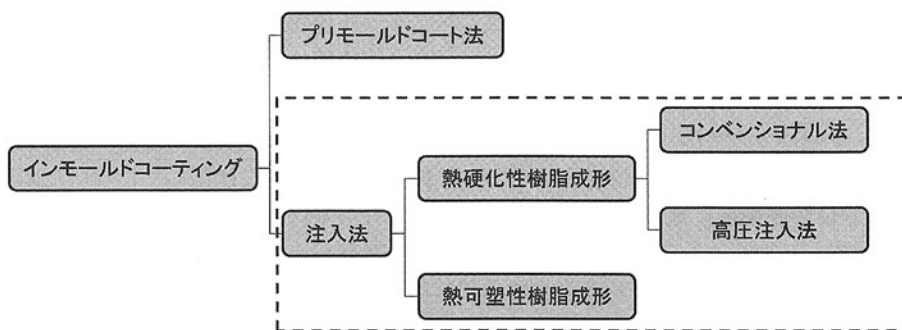 プリモールドコート法
コンベンショナル法
インモールドコーティング
熱硬化性樹脂成形
注入法
高圧注入法
熱可塑性樹脂成形